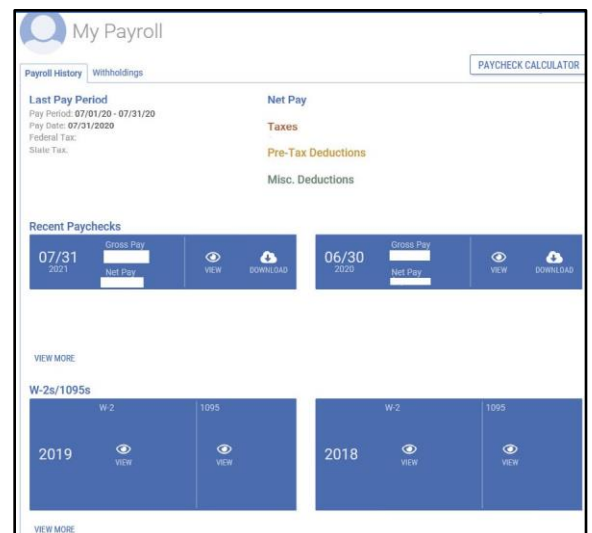 My Payroll
PAYCHECK CALCULATOR
Payroll History Withholdings
Last Pay Period
Pay Period: 07/01/20 - 07/31/20
Pay Date: 07/31/2020
Federal Tax:
State Tax:
Net Pay
Taxes
Pre-Tax Deductions
Misc. Deductions
Recent Paychecks
07/31
2021
Gross Pay
Net Pay
VIEW
DOWNLOAD
06/30
2020
Gross Pay
Net Pay
VIEW
DOWNLOAD
VIEW MORE
W-2s/1095s
2019
W-2
VIEW
1095
VIEW
2018
W-2
VIEW
1095
VIEW
VIEW MORE